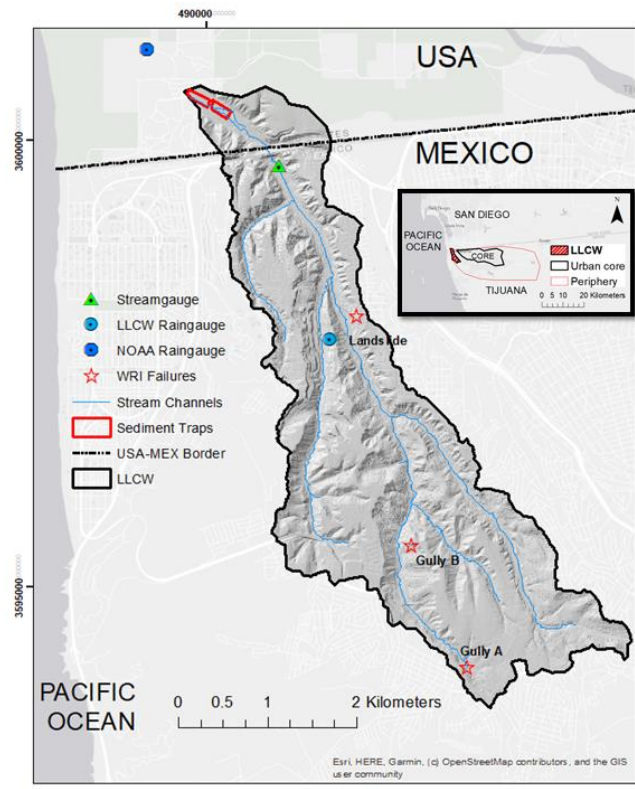 490000
USA
3600000
MEXICO
N
SAN DIEGO
PACIFIC
OCEAN
LLCW
CORE
Urban core
Periphery
TIJUANA
0 5 10 20 Kilometers
Streamgauge
LLCW Raingauge
NOAA Raingauge
WRI Failures
Stream Channels
Sediment Traps
USA-MEX Border
LLCW
Landslide
Gully B
3595000
Gully A
PACIFIC
OCEAN
0 0.5 1 2 Kilometers
Esri, HERE, Garmin, (c) OpenStreetMap contributors, and the GIS
user community